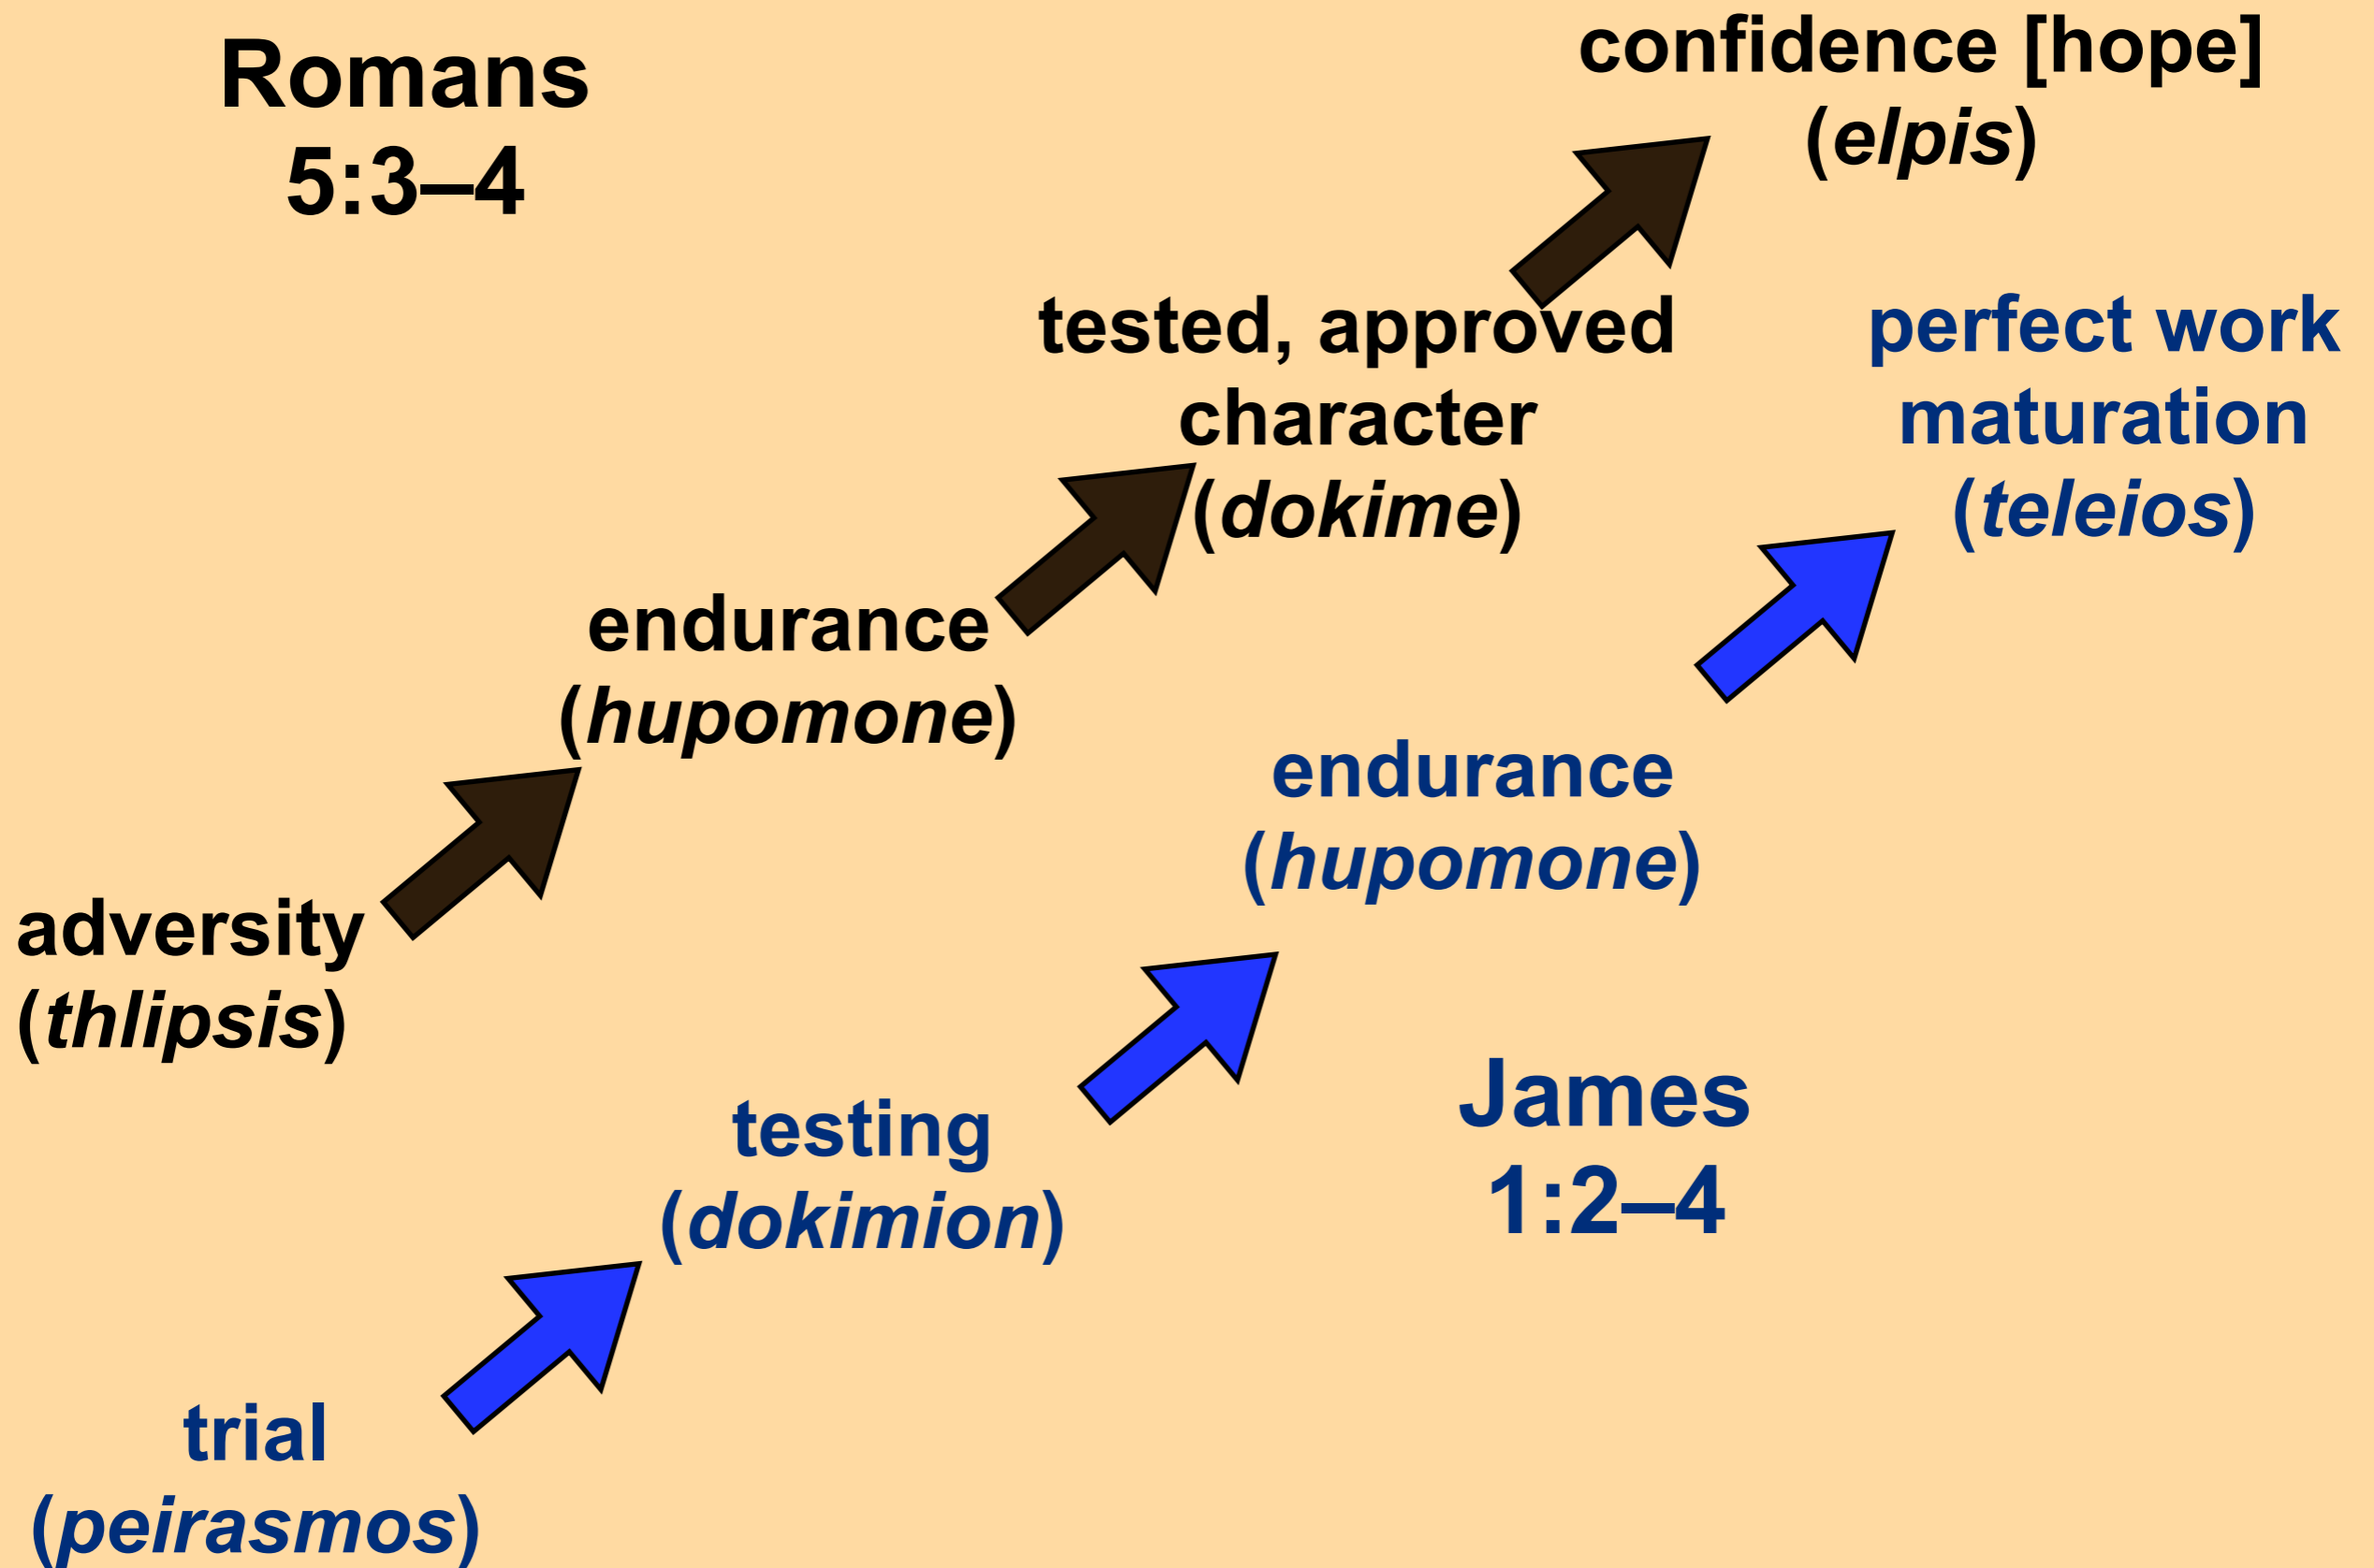 Romans
5:3–4
confidence [hope]
(elpis)
tested, approved
character
(dokime)
endurance
(hupomone)
adversity
(thlipsis)
perfect work
maturation
(teleios)
endurance
(hupomone)
James
1:2–4
testing
(dokimion)
trial
(peirasmos)